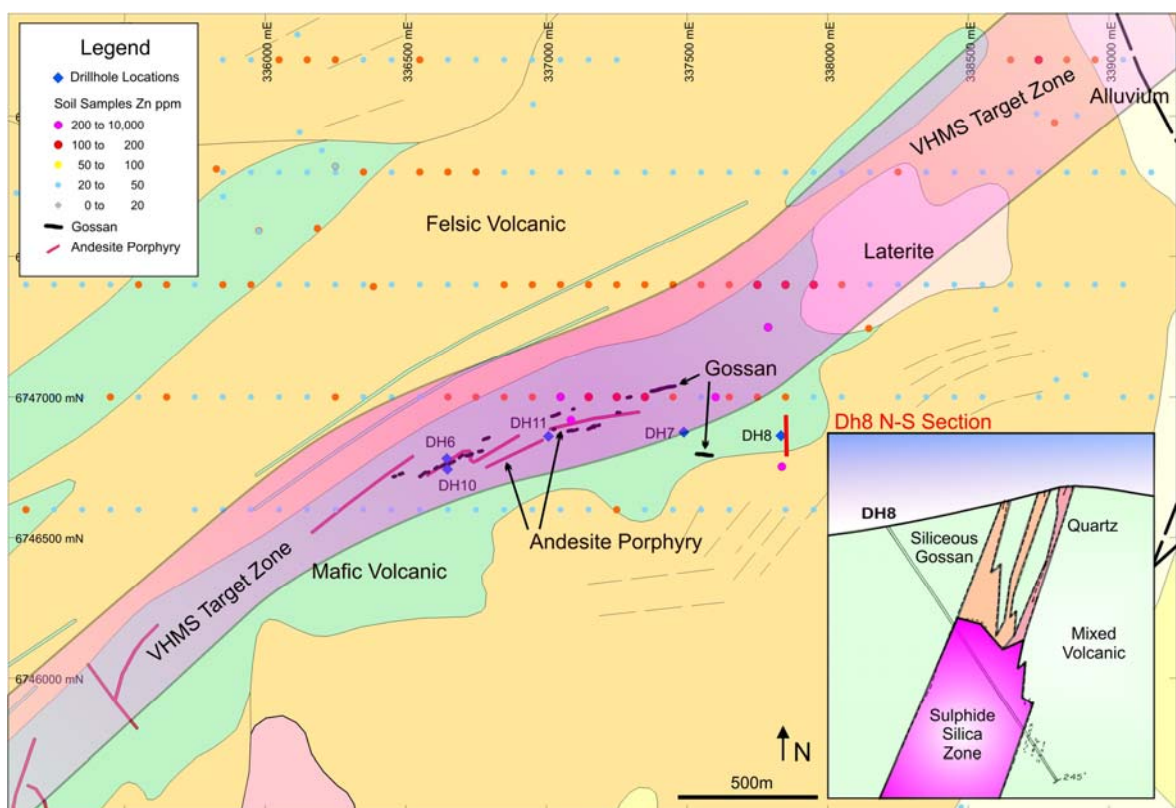 Legend
Drillhole Locations
Soil Samples Zn ppm
200 to 10,000
100 to 200
50 to 100
20 to 50
0 to 20
Gossan
Andesite Porphyry
336000 mE
336500 mE
337000 mE
337500 mE
338000 mE
338500 mE
339000 mE
VHMS Target Zone
Alluvium
Felsic Volcanic
Laterite
6747000 mN
Gossan
DH11
DH7
DH8
Dh8 N-S Section
DH6
DH10
6746500 mN
Andesite Porphyry
Mafic Volcanic
VHMS Target Zone
6746000 mN
N
500m
DH8
Siliceous
Gossan
Quartz
Mixed
Volcanic
Sulphide
Silica
Zone
245°